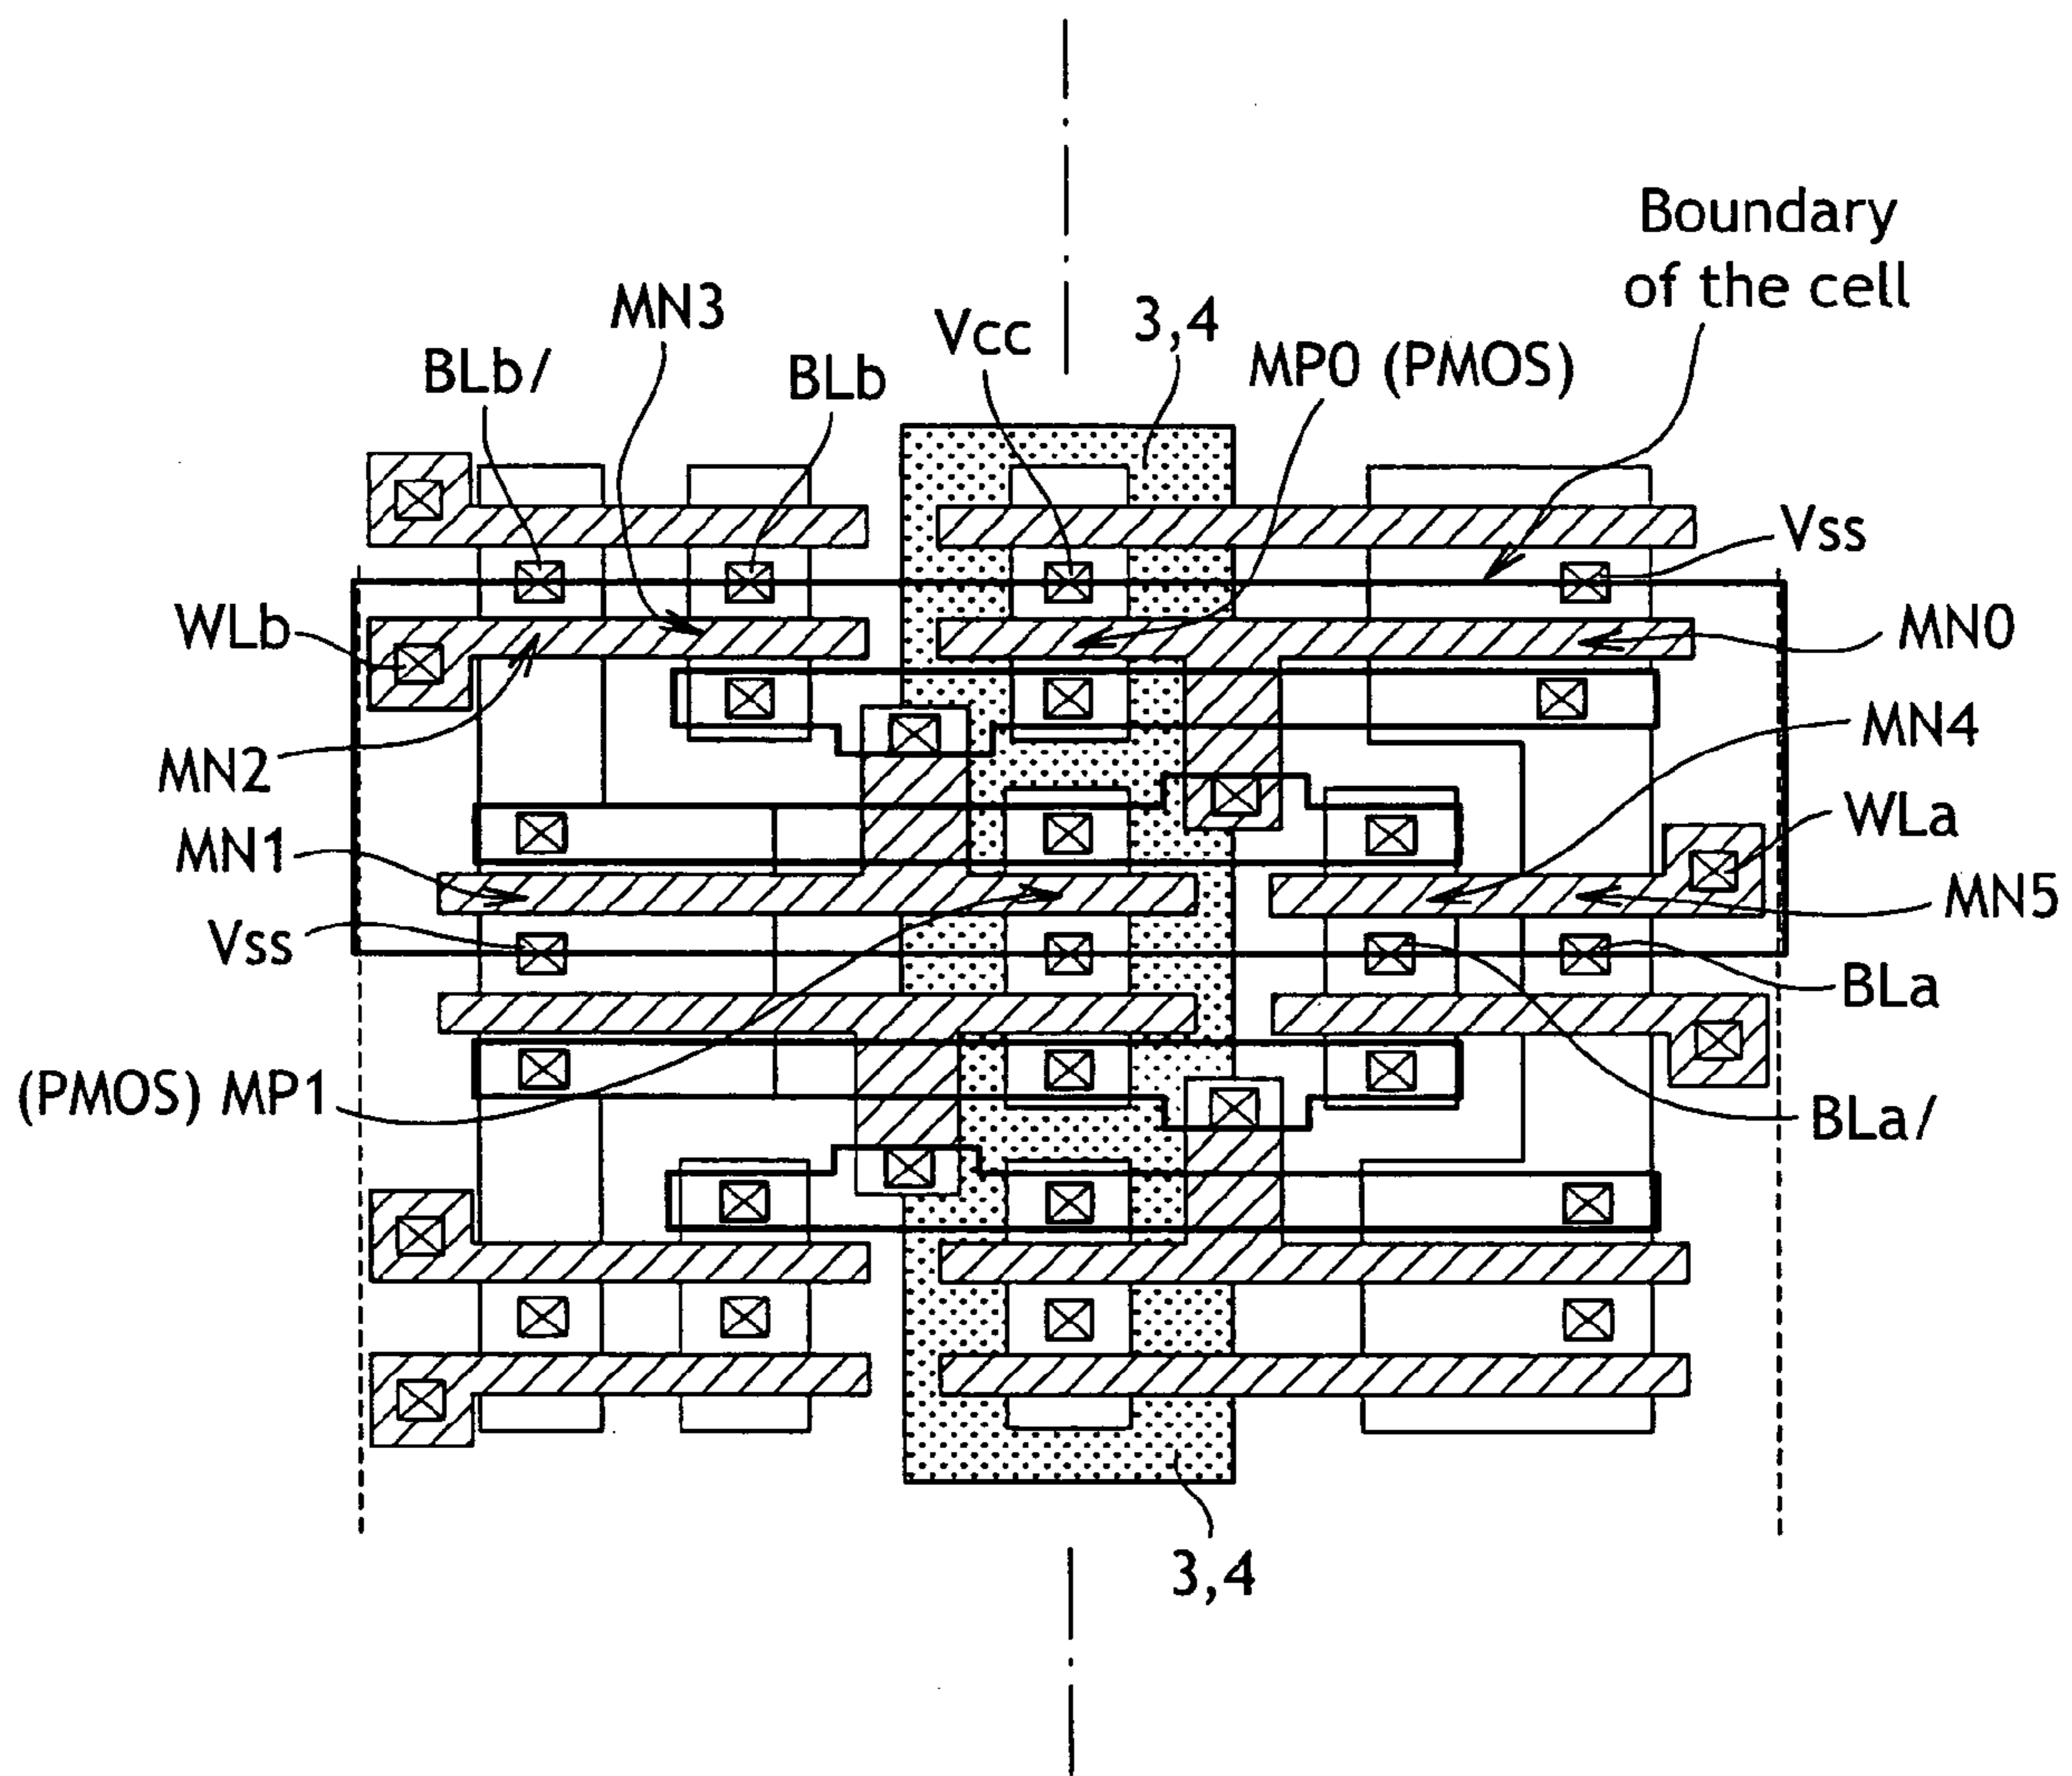 Boundary
of the cell
MN3
Vcc
3,4
MP0 (PMOS)
BLb/
BLb
Vss
WLb
MN0
MN2
MN4
MN1
WLa
Vss
MN5
BLa
(PMOS) MP1
BLa/
3,4